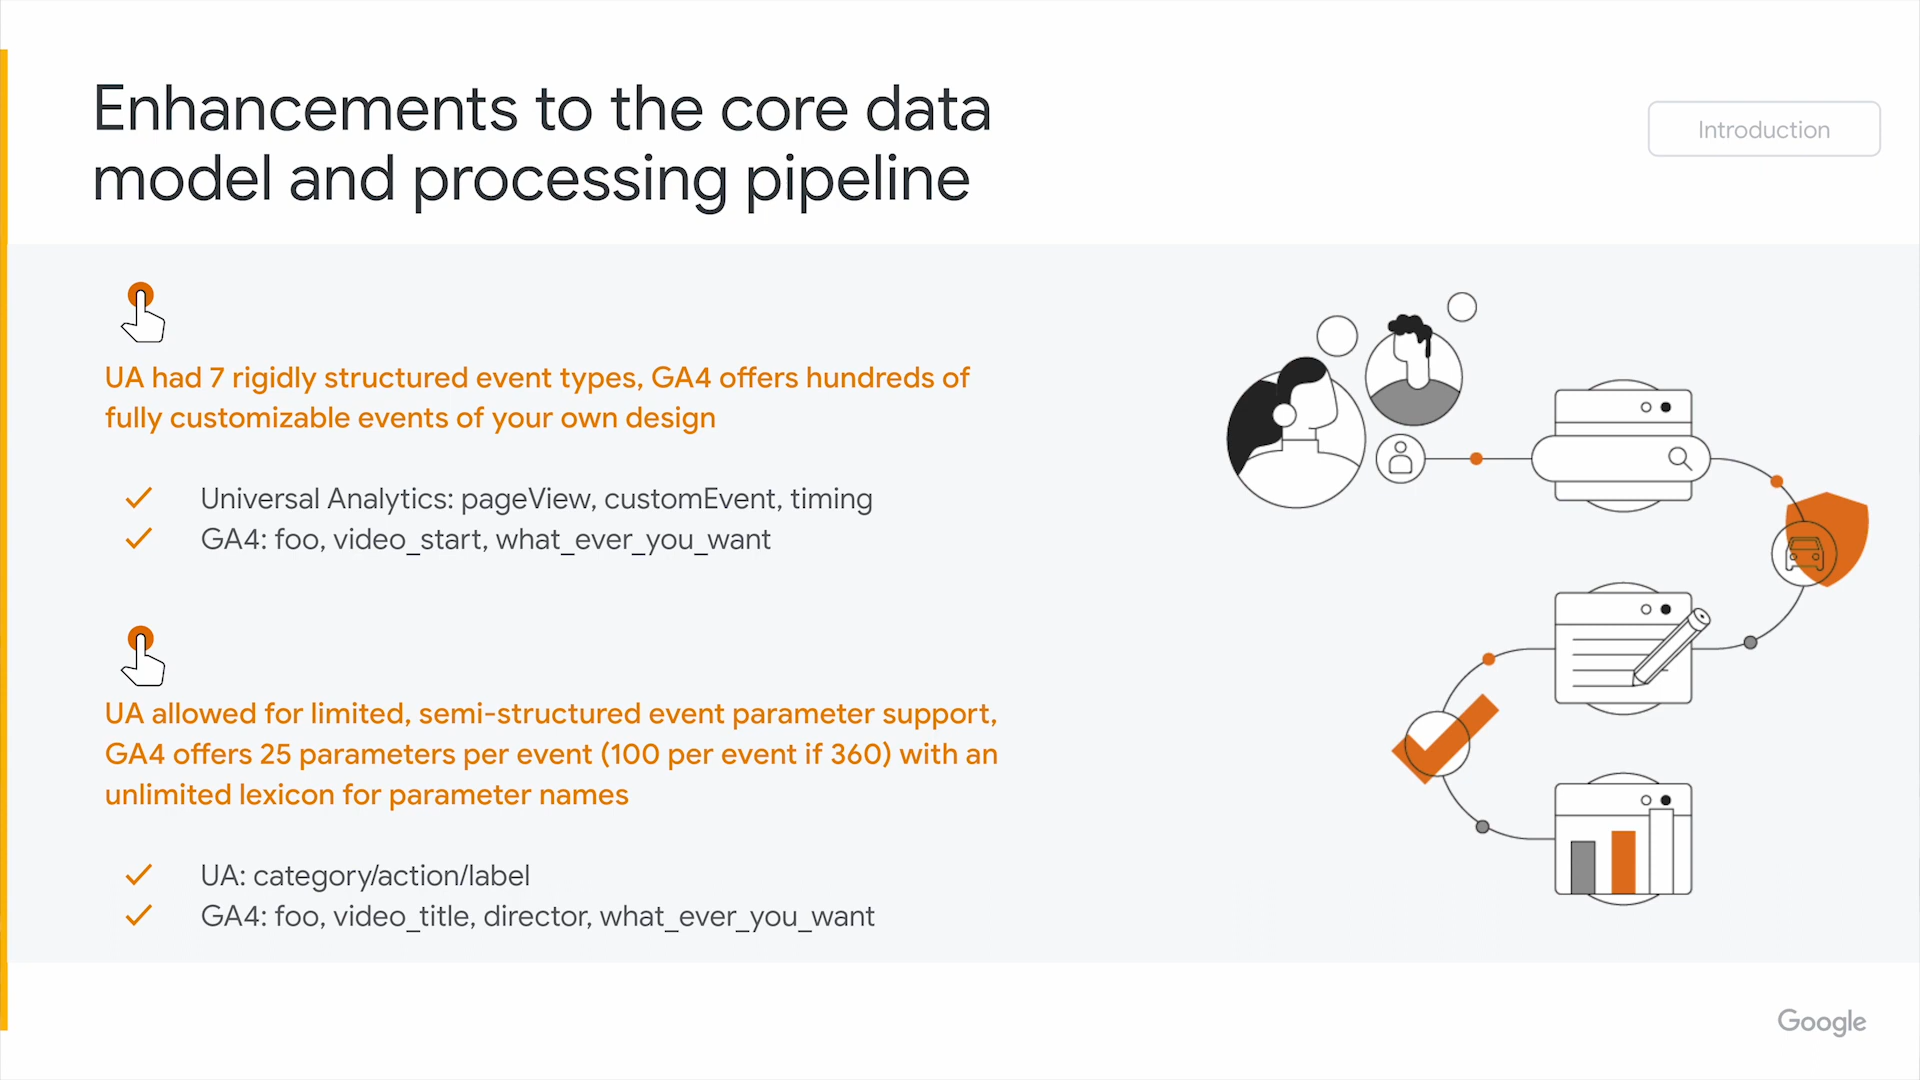 Enhancements to the core data
model and processing pipeline
Introduction
UA had 7 rigidly structured event types, GA4 offers hundreds of
fully customizable events of your own design
Universal Analytics: pageView, customEvent, timing
GA4: foo, video_start, what_ever_you_want
UA allowed for limited, semi-structured event parameter support,
GA4 offers 25 parameters per event (100 per event if 360) with an
unlimited lexicon for parameter names
UA: category/action/label
GA4: foo, video_title, director, what_ever_you_want
Google